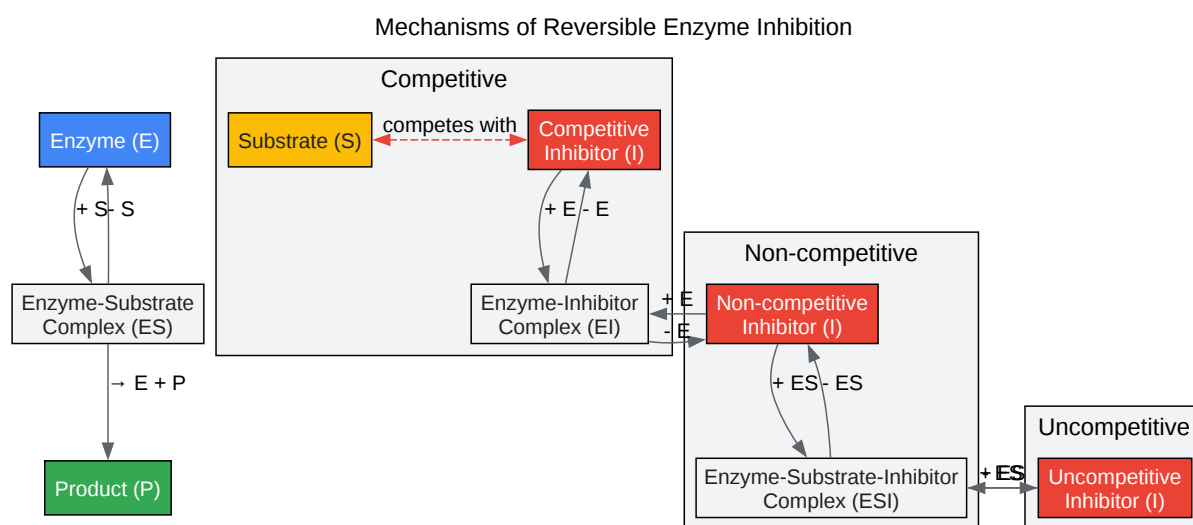 Mechanisms of Reversible Enzyme Inhibition
Competitive
Enzyme (E)
Substrate (S)
competes with
Competitive
Inhibitor (I)
+ S
- S
+ E
- E
Non-competitive
Enzyme-Substrate
Complex (ES)
Enzyme-Inhibitor
Complex (EI)
+ E
- E
Non-competitive
Inhibitor (I)
→ E + P
+ ES
- ES
Uncompetitive
Product (P)
Enzyme-Substrate-Inhibitor
Complex (ESI)
+ ES
Uncompetitive
Inhibitor (I)